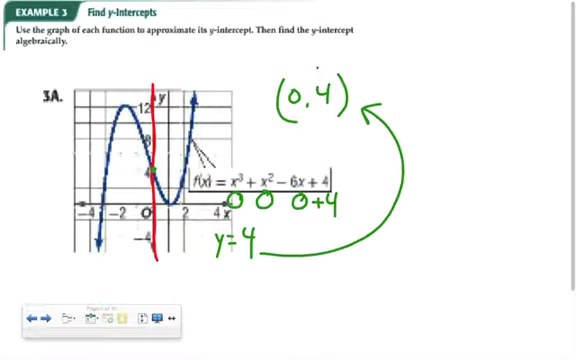 EXAMPLE 3 Find y-Intercepts
Use the graph of each function to approximate its y-intercept. Then find the y-intercept
algebraically.
3A.
12 y
8
4
-4 -2 O 2 4 x
-4
(0, 4)
f(x) = x³ + x² - 6x + 4
0 0 0+4
y=4